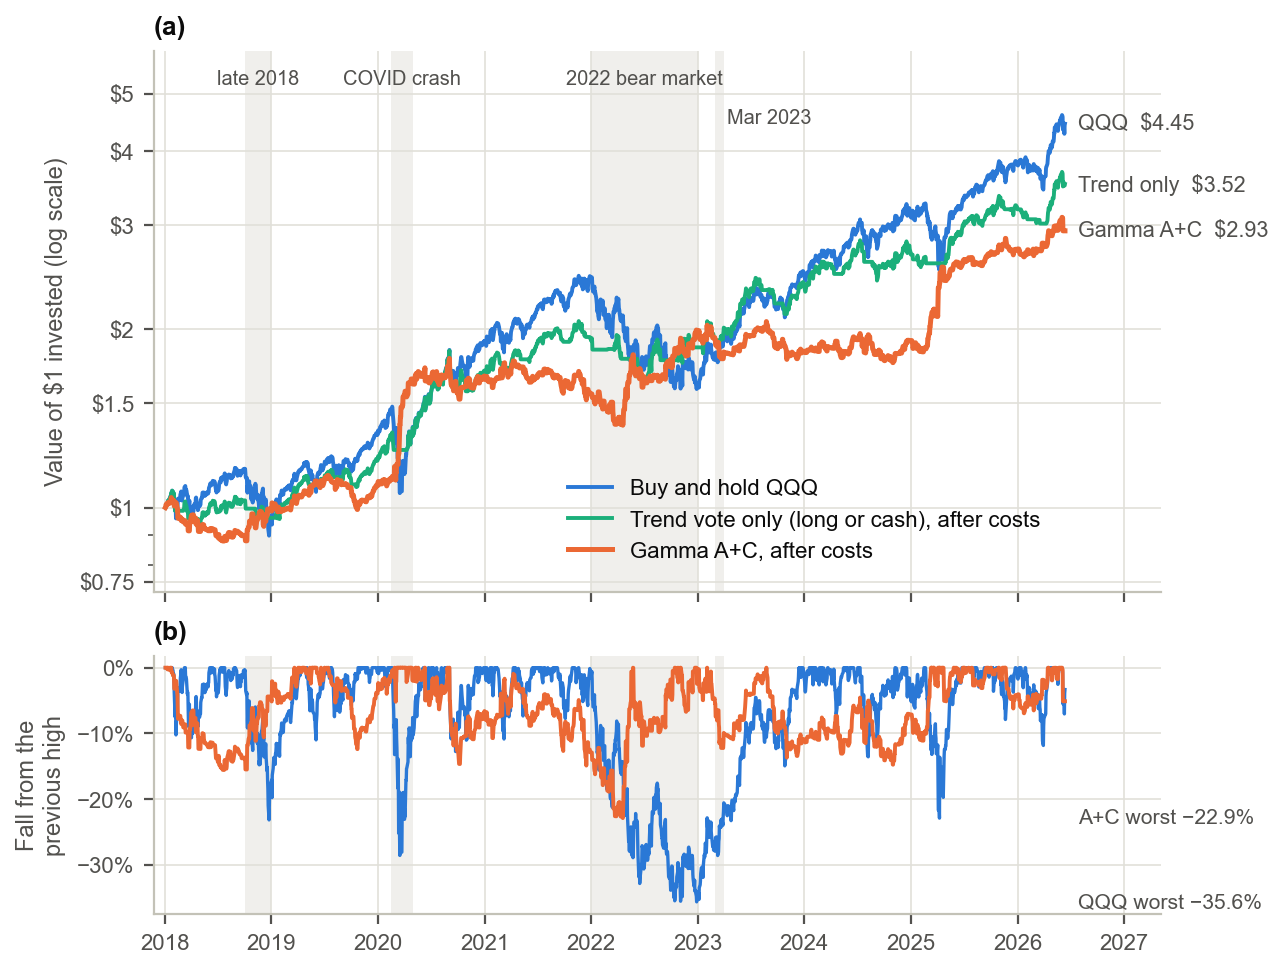 (a)
late 2018
COVID crash
2022 bear market
Mar 2023
Value of $1 invested (log scale)
$5
$4
$3
$2
$1.5
$1
$0.75
QQQ $4.45
Trend only $3.52
Gamma A+C $2.93
Buy and hold QQQ
Trend vote only (long or cash), after costs
Gamma A+C, after costs
(b)
Fall from the
previous high
0%
−10%
−20%
−30%
A+C worst −22.9%
QQQ worst −35.6%
2018
2019
2020
2021
2022
2023
2024
2025
2026
2027